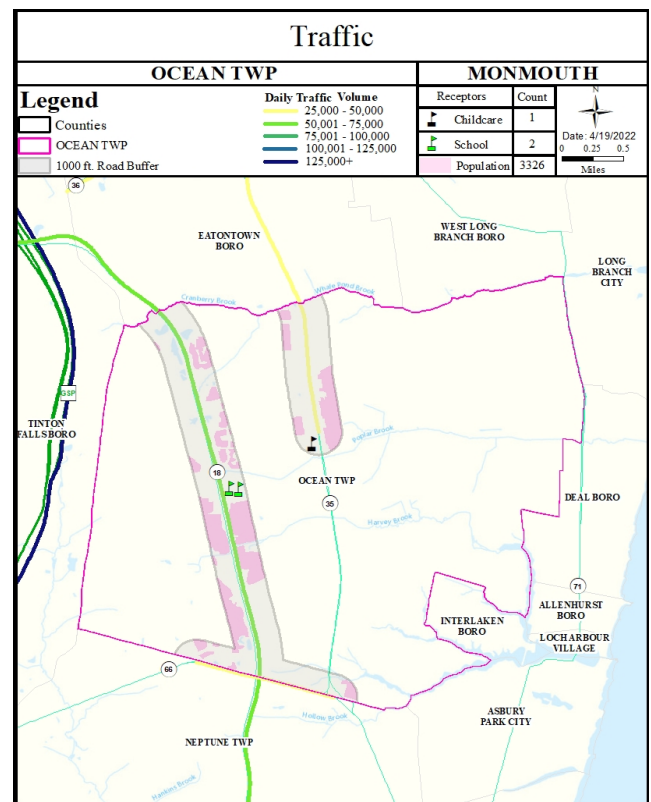 Traffic
OCEAN TWP
MONMOUTH
Legend
Counties
OCEAN TWP
1000 ft. Road Buffer
Daily Traffic Volume
25,000 - 50,000
50,001 - 75,000
75,001 - 100,000
100,001 - 125,000
125,000+
Receptors Count
Childcare 1
School 2
Population 3326
N
Date: 4/19/2022
0 0.25 0.5
Miles
36
EATONTOWN
BORO
WEST LONG
BRANCH BORO
LONG
BRANCH
CITY
Cranberry Brook
Whale Pond Brook
GSP
TINTON
FALLS BORO
Poplar Brook
18
OCEAN TWP
35
DEAL BORO
Harvey Brook
71
ALLENHURST
BORO
INTERLAKEN
BORO
LOCH ARBOUR
VILLAGE
66
ASBURY
PARK CITY
Hollow Brook
NEPTUNE TWP
Hankins Brook